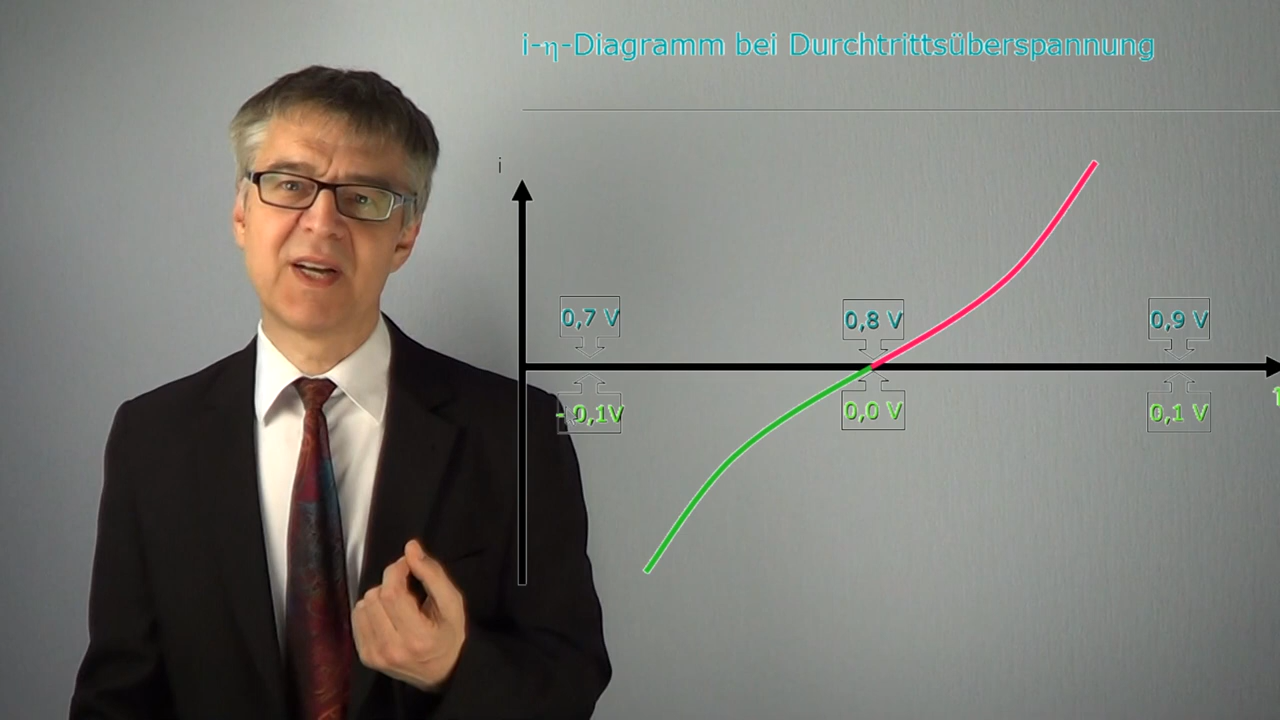 i-η-Diagramm bei Durchtrittsüberspannung
i
0,7 V
0,8 V
0,9 V
- 0,1V
0,0 V
0,1 V